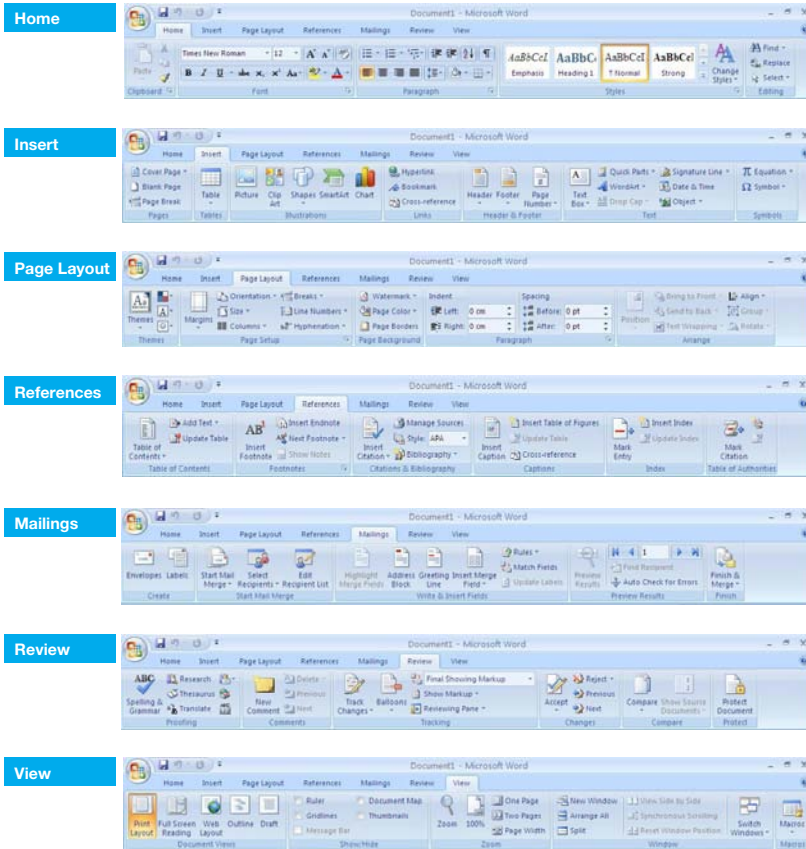 Home
Document1 - Microsoft Word
Home Insert Page Layout References Mailings Review View
Paste
Times New Roman 12
AaBbCcI AaBbC AaBbCcI AaBbCcI
Emphasis Heading 1 ¶ Normal Strong
Change Styles
Find
Replace
Select
Clipboard Font Paragraph Styles Editing
Insert
Document1 - Microsoft Word
Home Insert Page Layout References Mailings Review View
Cover Page
Blank Page
Page Break
Table
Picture Clip Art Shapes SmartArt Chart
Hyperlink
Bookmark
Cross-reference
Header Footer Page Number
Text Box
Quick Parts
WordArt
Drop Cap
Signature Line
Date & Time
Object
Equation
Symbol
Pages Tables Illustrations Links Header & Footer Text Symbols
Page Layout
Document1 - Microsoft Word
Home Insert Page Layout References Mailings Review View
Themes
Margins
Orientation
Size
Columns
Breaks
Line Numbers
Hyphenation
Watermark
Page Color
Page Borders
Indent
Left: 0 cm
Right: 0 cm
Spacing
Before: 0 pt
After: 0 pt
Position
Bring to Front
Send to Back
Text Wrapping
Align
Group
Rotate
Themes Page Setup Page Background Paragraph Arrange
References
Document1 - Microsoft Word
Home Insert Page Layout References Mailings Review View
Table of Contents
Add Text
Update Table
AB Insert Footnote
Insert Endnote
Next Footnote
Show Notes
Insert Citation
Manage Sources
Style: APA
Bibliography
Insert Caption
Insert Table of Figures
Update Table
Cross-reference
Mark Entry
Insert Index
Update Index
Mark Citation
Table of Contents Footnotes Citations & Bibliography Captions Index Table of Authorities
Mailings
Document1 - Microsoft Word
Home Insert Page Layout References Mailings Review View
Envelopes Labels
Start Mail Merge
Select Recipients
Edit Recipient List
Highlight Merge Fields
Address Block
Greeting Line
Insert Merge Field
Rules
Match Fields
Update Labels
Preview Results
1
Find Recipient
Auto Check for Errors
Finish & Merge
Create Start Mail Merge Write & Insert Fields Preview Results Finish
Review
Document1 - Microsoft Word
Home Insert Page Layout References Mailings Review View
ABC
Spelling & Grammar
Research
Thesaurus
Translate
New Comment
Delete
Previous
Next
Track Changes
Balloons
Final Showing Markup
Show Markup
Reviewing Pane
Accept
Reject
Previous
Next
Compare
Show Source Documents
Protect Document
Proofing Comments Tracking Changes Compare Protect
View
Document1 - Microsoft Word
Home Insert Page Layout References Mailings Review View
Print Layout
Full Screen Reading
Web Layout
Outline
Draft
Ruler
Gridlines
Message Bar
Document Map
Thumbnails
Zoom
100%
One Page
Two Pages
Page Width
New Window
Arrange All
Split
View Side by Side
Synchronous Scrolling
Reset Window Position
Switch Windows
Macros
Document Views Show/Hide Zoom Window Macros